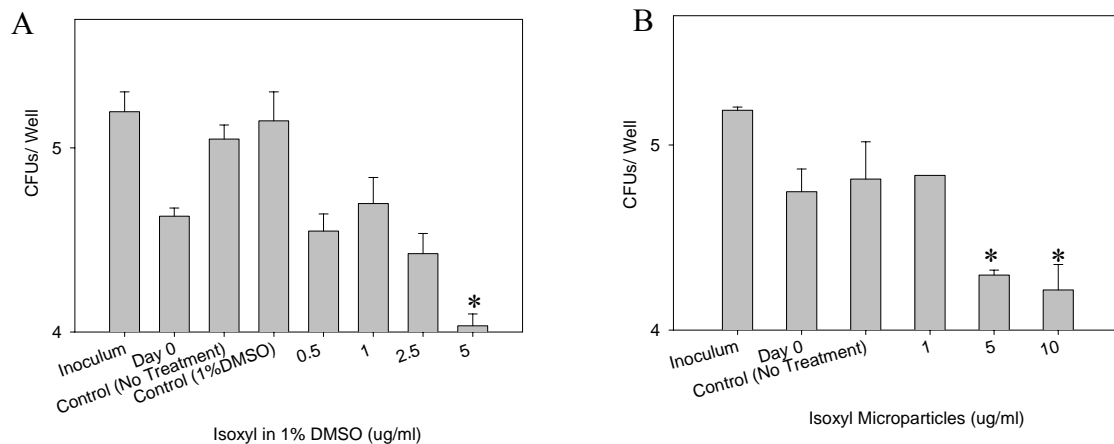 A
CFUs/ Well
5
4
*
Inoculum
Day 0
Control (No Treatment)
Control (1%DMSO)
0.5
1
2.5
5
Isoxyl in 1% DMSO (ug/ml)
B
CFUs/ Well
5
4
*
*
Inoculum
Day 0
Control (No Treatment)
1
5
10
Isoxyl Microparticles (ug/ml)